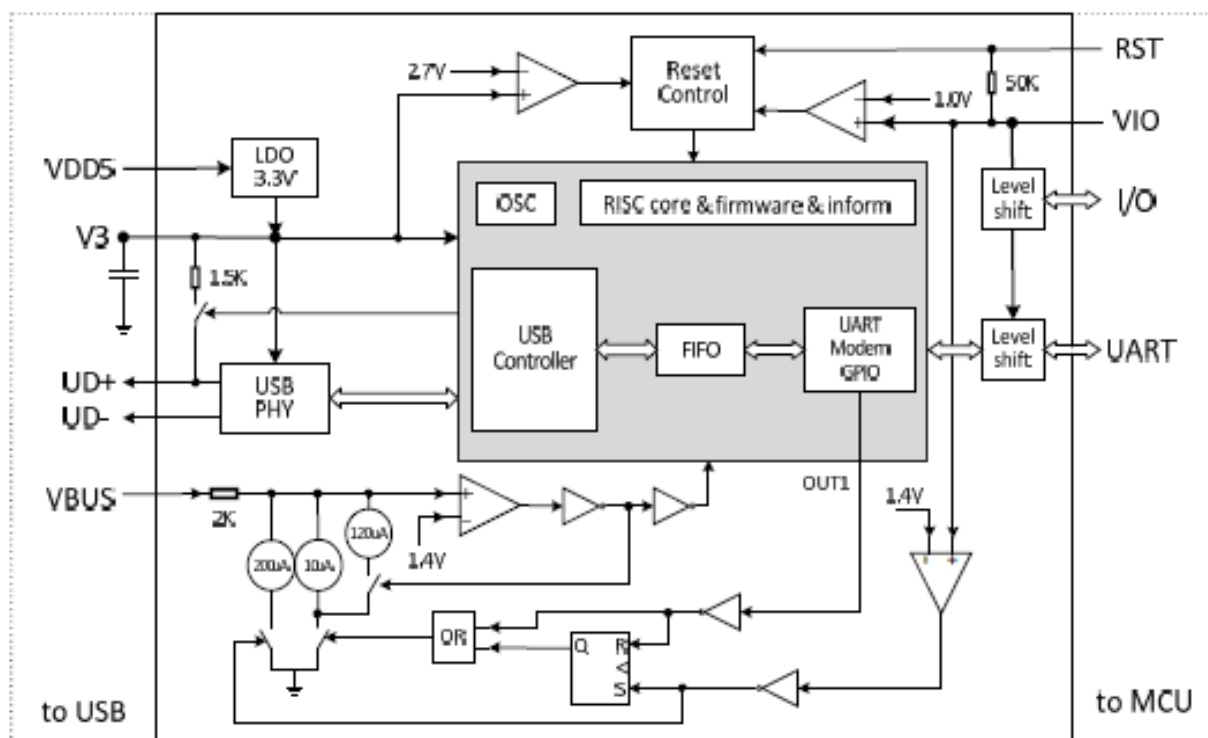 RST
2.7V
Reset
Control
50K
1.0V
VIO
VDD5
LDO
3.3V
Level
shift
I/O
iOSC
RISC core & firmware & inform
V3
1.5K
USB
Controller
FIFO
UART
Modem
GPIO
Level
shift
UART
UD+
USB
PHY
UD-
VBUS
2K
OUT1
1.4V
120uA
1.4V
200uA
10uA
OR
Q
R
S
to USB
to MCU